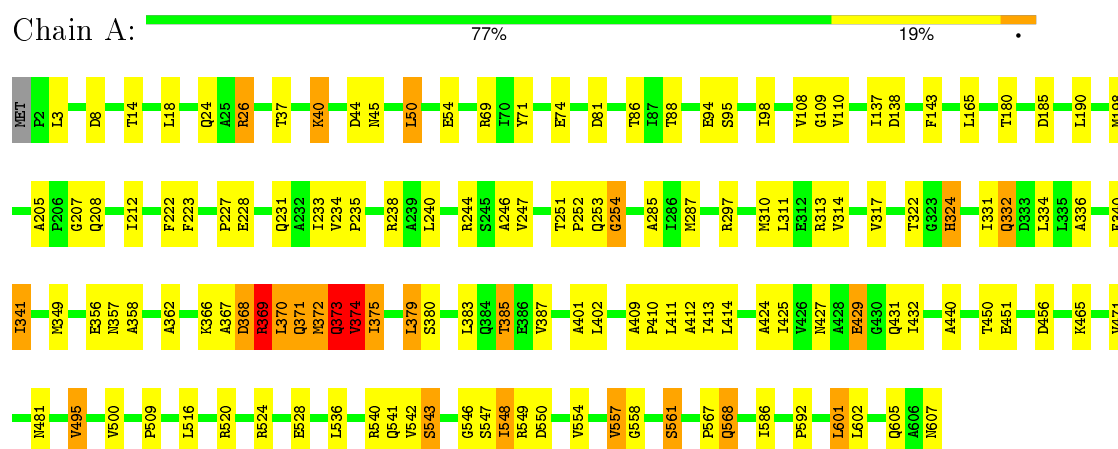 Chain A:
77% 19% •
MET P2 L3 D8 T14 L18 Q24 A25 R26 T37 K40 D44 N45 L50 E54 R69 I70 Y71 E74 D81 T86 I87 T88 E94 S95 I98 V108 G109 V110 I137 D138 F143 L165 T180 D185 L190 M198
A205 P206 G207 Q208 I212 F222 F223 P227 E228 Q231 A232 I233 V234 P235 R238 A239 L240 R244 S245 A246 V247 T251 P252 Q253 G254 A285 I286 M287 R297 M310 L311 E312 R313 V314 V317 T322 G323 H324 I331 Q332 D333 L334 L335 A336 E340
I341 M349 E356 N357 A358 A362 K366 A367 D368 R369 L370 Q371 M372 Q373 V374 I375 L379 S380 L383 Q384 T385 E386 V387 A401 L402 A409 P410 L411 A412 I413 L414 A424 I425 V426 N427 A428 E429 G430 Q431 I432 A440 T450 E451 D456 K465 V471
N481 V495 V500 P509 L516 R520 R524 E528 L536 R540 Q541 V542 S543 G546 S547 I548 R549 D550 V554 V557 G558 S561 P567 Q568 I586 P592 L601 L602 Q605 A606 N607